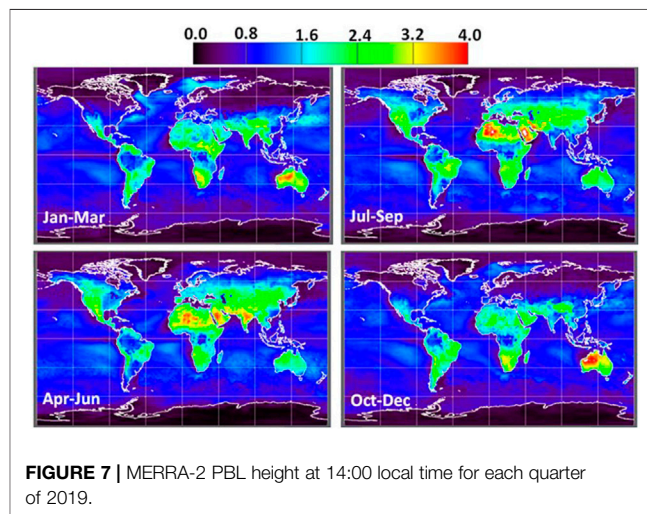 0.0 0.8 1.6 2.4 3.2 4.0
Jan-Mar
Jul-Sep
Apr-Jun
Oct-Dec
FIGURE 7 | MERRA-2 PBL height at 14:00 local time for each quarter
of 2019.